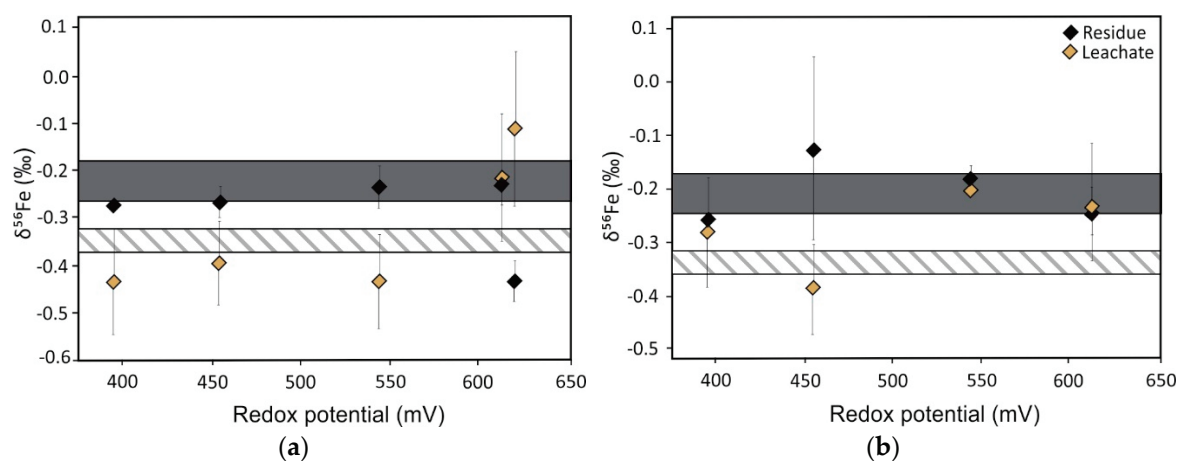 0.1
0.0
-0.1
-0.2
-0.3
-0.4
-0.5
-0.6
δ⁵⁶Fe (‰)
400 450 500 550 600 650
Redox potential (mV)
(a)
0.1
0.0
-0.1
-0.2
-0.3
-0.4
-0.5
δ⁵⁶Fe (‰)
Residue
Leachate
400 450 500 550 600 650
Redox potential (mV)
(b)